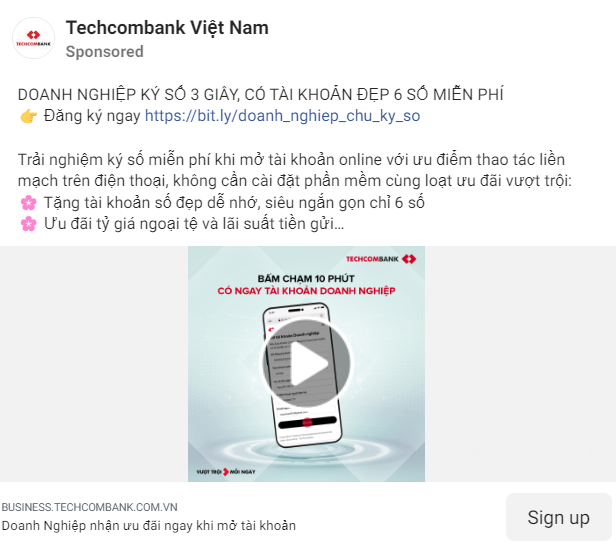 TECHCOMBANK
Techcombank Việt Nam
Sponsored
DOANH NGHIỆP KÝ SỐ 3 GIÂY, CÓ TÀI KHOẢN ĐẸP 6 SỐ MIỄN PHÍ
👉 Đăng ký ngay https://bit.ly/doanh_nghiep_chu_ky_so
Trải nghiệm ký số miễn phí khi mở tài khoản online với ưu điểm thao tác liền
mạch trên điện thoại, không cần cài đặt phần mềm cùng loạt ưu đãi vượt trội:
🌸 Tặng tài khoản số đẹp dễ nhớ, siêu ngắn gọn chỉ 6 số
🌸 Ưu đãi tỷ giá ngoại tệ và lãi suất tiền gửi...
TECHCOMBANK
BẤM CHẠM 10 PHÚT
CÓ NGAY TÀI KHOẢN DOANH NGHIỆP
tài khoản Doanh nghiệp
VƯỢT TRỘI MỖI NGÀY
BUSINESS.TECHCOMBANK.COM.VN
Doanh Nghiệp nhận ưu đãi ngay khi mở tài khoản
Sign up